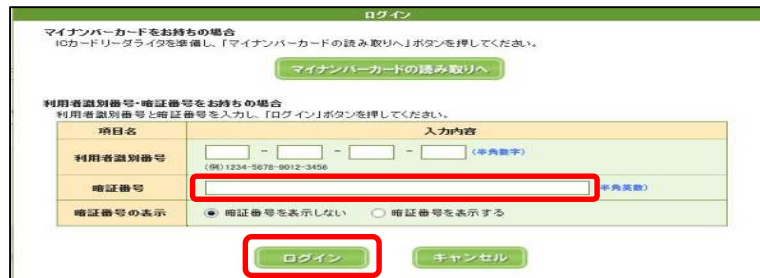 ログイン
マイナンバーカードをお持ちの場合
ICカードリーダライタを準備し、「マイナンバーカードの読み取りへ」ボタンを押してください。
マイナンバーカードの読み取りへ
利用者識別番号・暗証番号をお持ちの場合
利用者識別番号と暗証番号を入力し、「ログイン」ボタンを押してください。
項目名 入力内容
利用者識別番号 - - - (半角数字)
(例)1234-5678-9012-3456
暗証番号 半角英数)
暗証番号の表示 暗証番号を表示しない 暗証番号を表示する
ログイン キャンセル